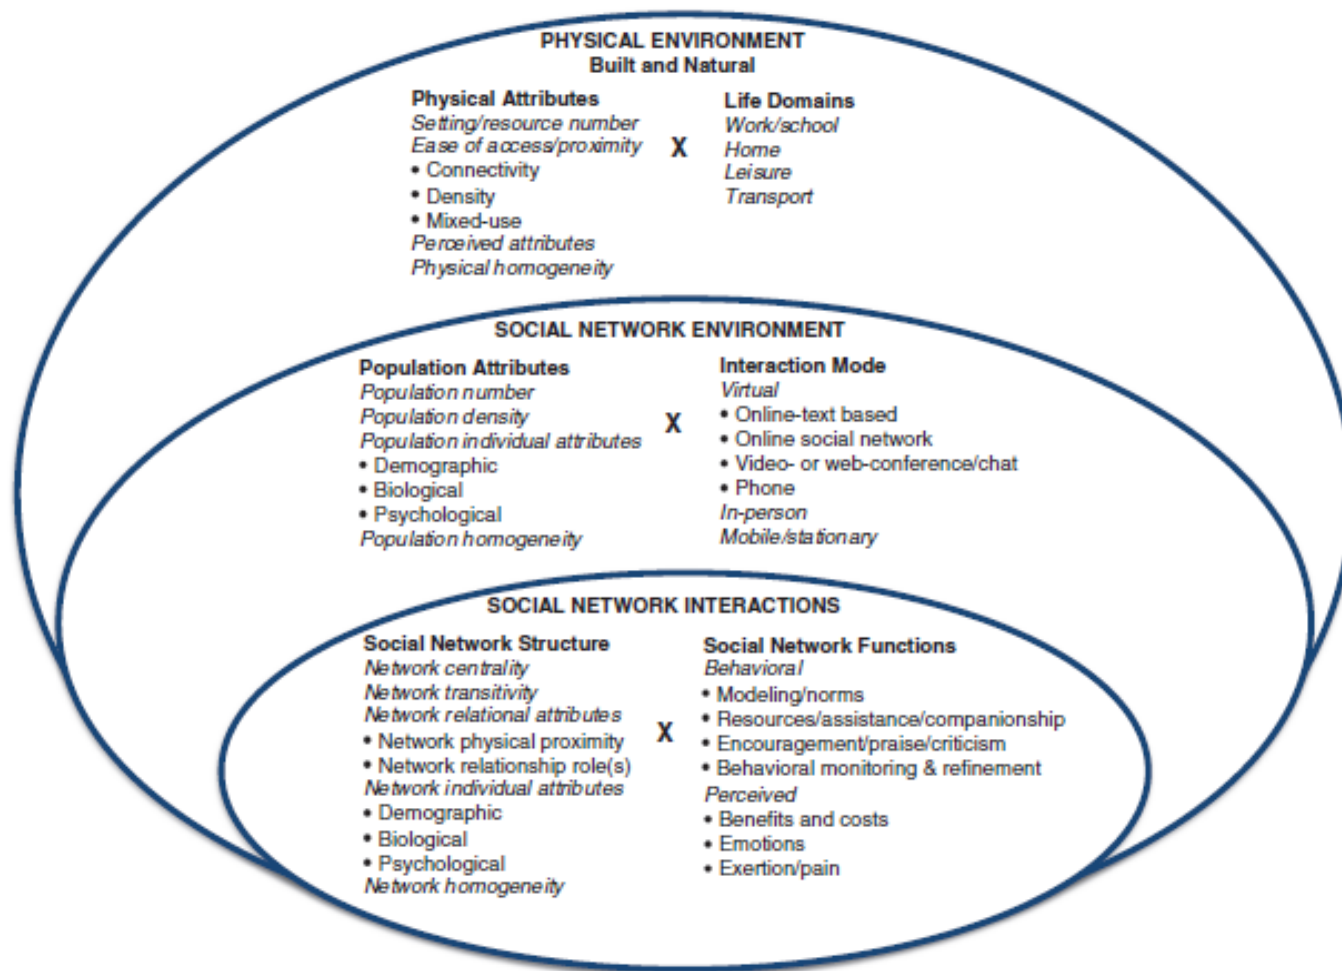 PHYSICAL ENVIRONMENT
Built and Natural
Physical Attributes
Setting/resource number
Ease of access/proximity
• Connectivity
• Density
• Mixed-use
Perceived attributes
Physical homogeneity
X
Life Domains
Work/school
Home
Leisure
Transport
SOCIAL NETWORK ENVIRONMENT
Population Attributes
Population number
Population density
Population individual attributes
• Demographic
• Biological
• Psychological
Population homogeneity
X
Interaction Mode
Virtual
• Online-text based
• Online social network
• Video- or web-conference/chat
• Phone
In-person
Mobile/stationary
SOCIAL NETWORK INTERACTIONS
Social Network Structure
Network centrality
Network transitivity
Network relational attributes
• Network physical proximity
• Network relationship role(s)
Network individual attributes
• Demographic
• Biological
• Psychological
Network homogeneity
X
Social Network Functions
Behavioral
• Modeling/norms
• Resources/assistance/companionship
• Encouragement/praise/criticism
• Behavioral monitoring & refinement
Perceived
• Benefits and costs
• Emotions
• Exertion/pain